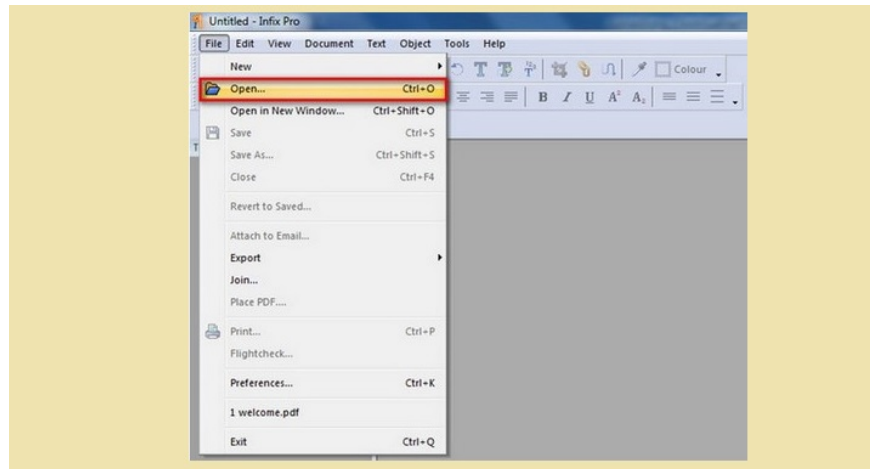 Untitled - Infix Pro
File Edit View Document Text Object Tools Help
New
T T T Colour
Open... Ctrl+O
B I U A² A₂
Open in New Window... Ctrl+Shift+O
Save Ctrl+S
T
Save As... Ctrl+Shift+S
Close Ctrl+F4
Revert to Saved...
Attach to Email...
Export
Join...
Place PDF....
Print... Ctrl+P
Flightcheck...
Preferences... Ctrl+K
1 welcome.pdf
Exit Ctrl+Q